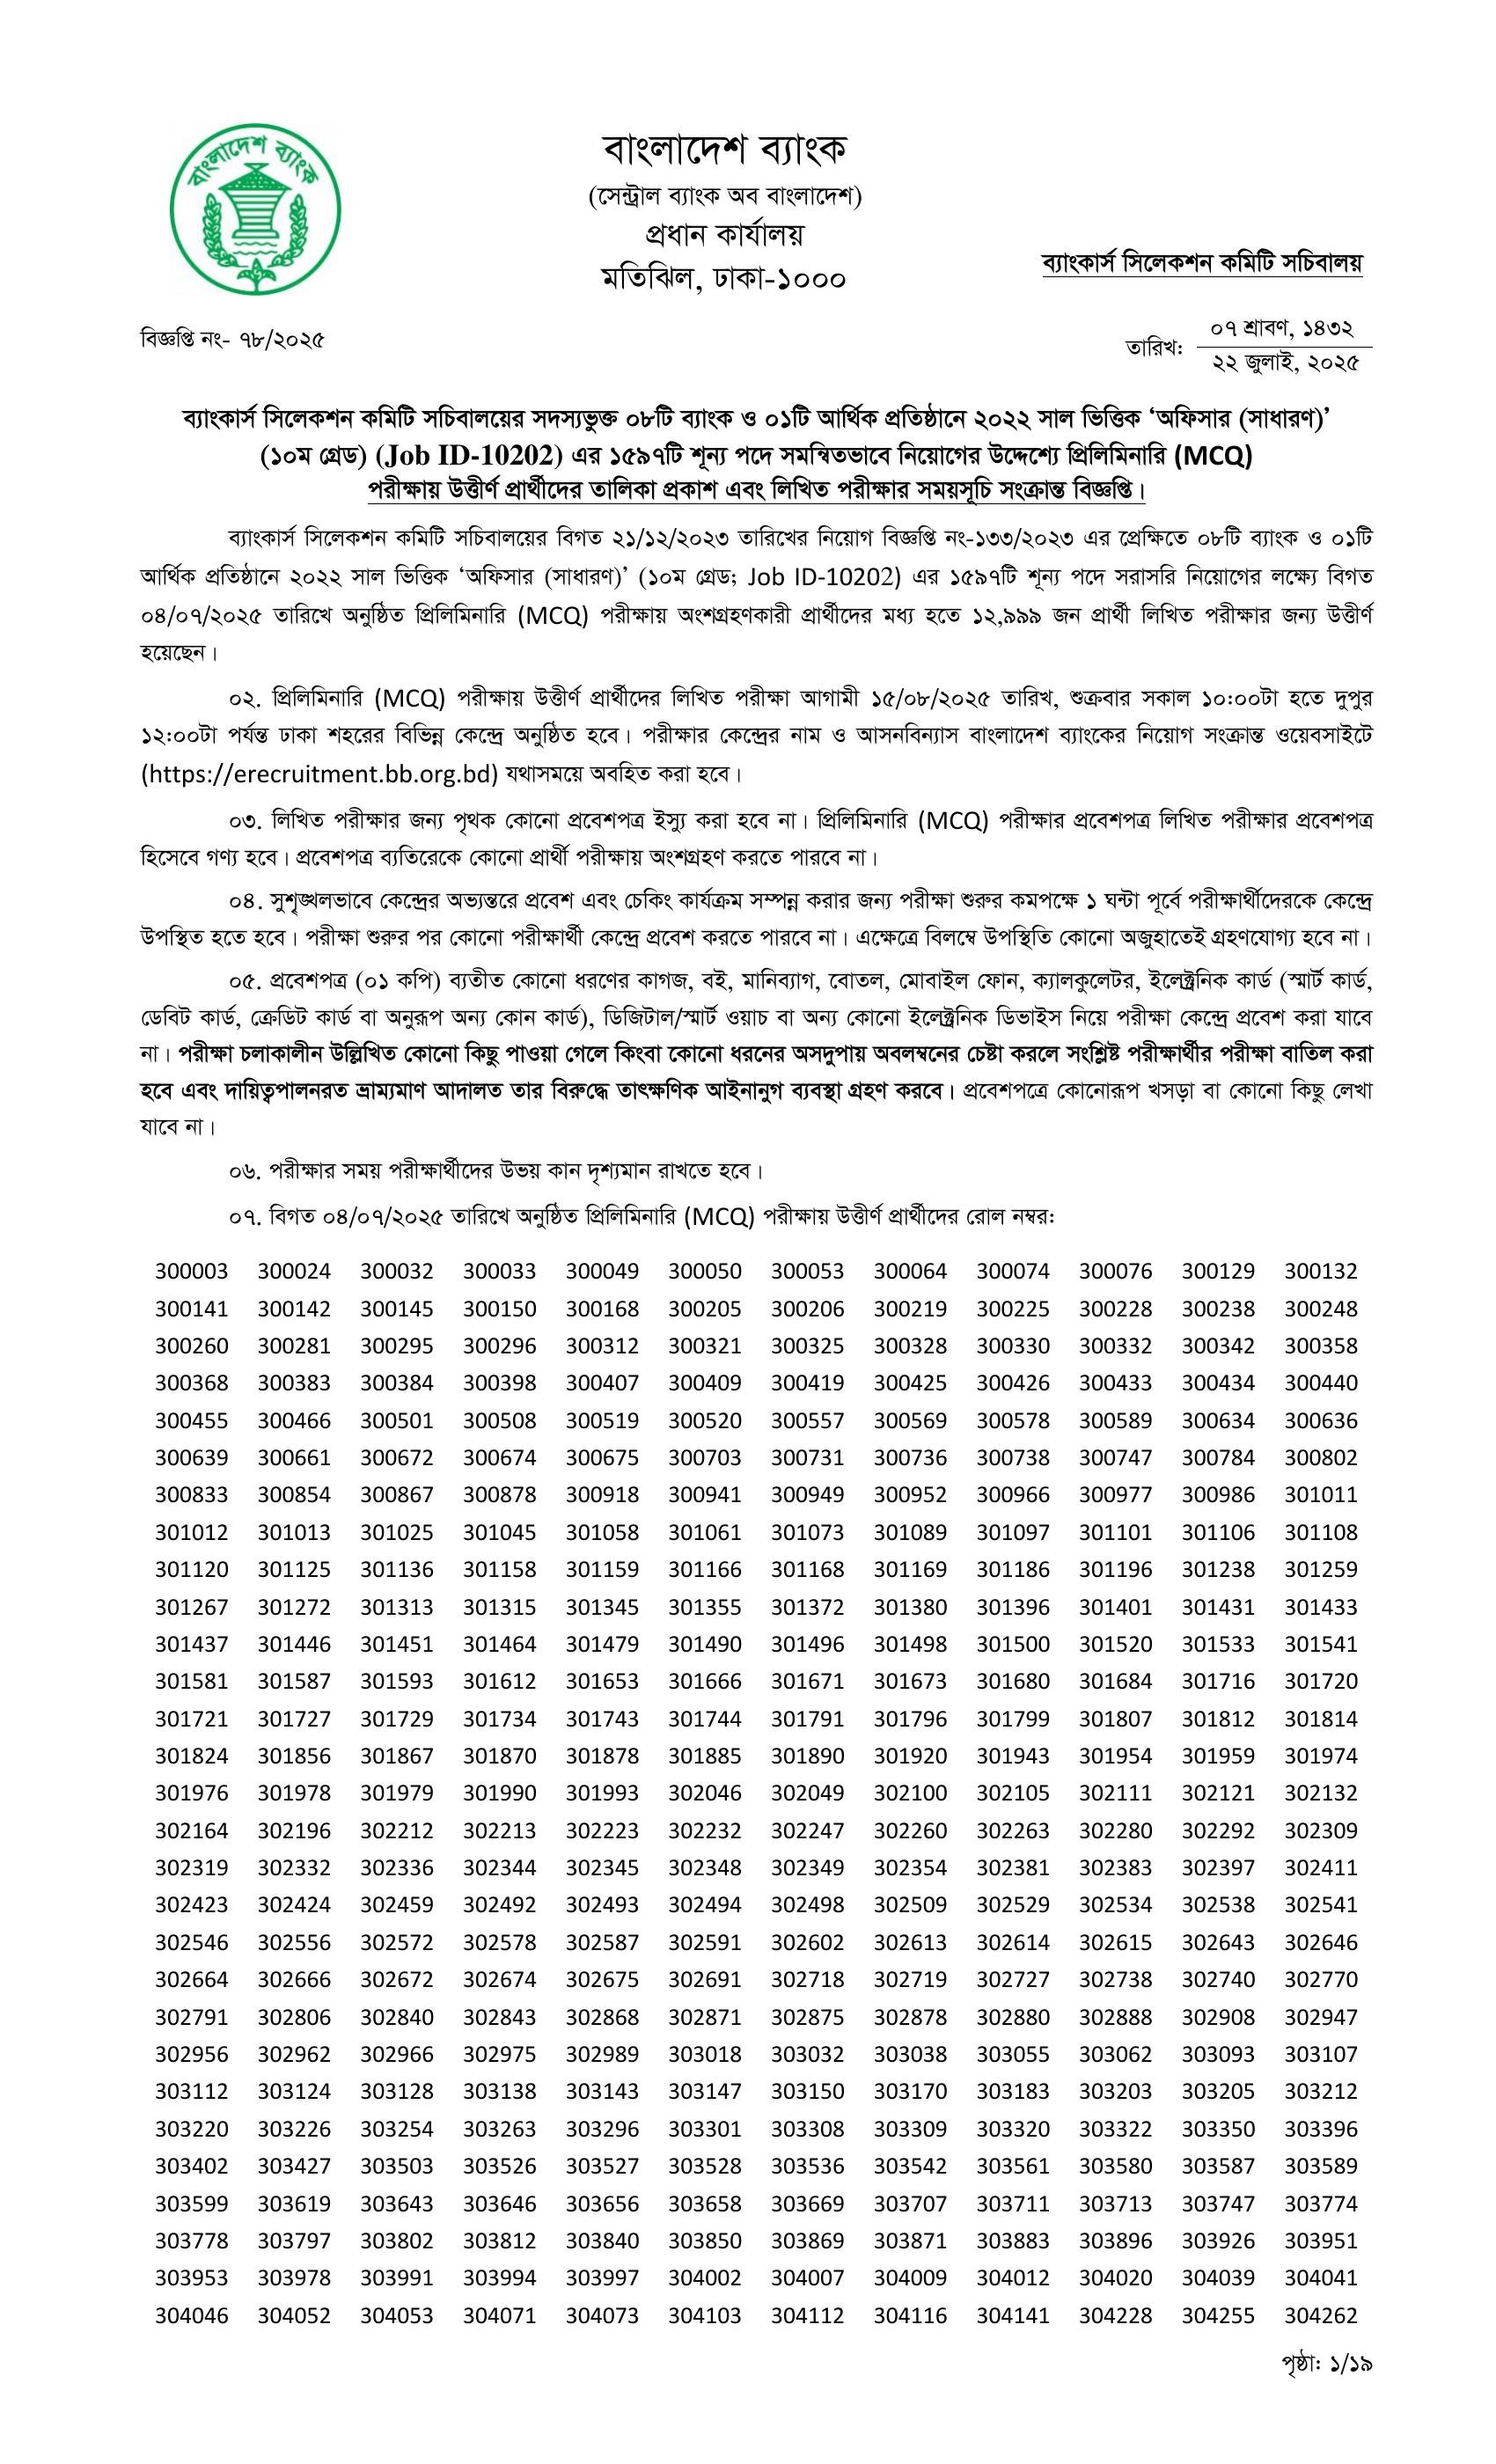 বাংলাদেশ ব্যাংক
বাংলাদেশ ব্যাংক
(সেন্ট্রাল ব্যাংক অব বাংলাদেশ)
প্রধান কার্যালয়
মতিঝিল, ঢাকা-১০০০
ব্যাংকার্স সিলেকশন কমিটি সচিবালয়
বিজ্ঞপ্তি নং- ৭৮/২০২৫
তারিখ: ০৭ শ্রাবণ, ১৪৩২
২২ জুলাই, ২০২৫
ব্যাংকার্স সিলেকশন কমিটি সচিবালয়ের সদস্যভুক্ত ০৮টি ব্যাংক ও ০১টি আর্থিক প্রতিষ্ঠানে ২০২২ সাল ভিত্তিক ‘অফিসার (সাধারণ)’
(১০ম গ্রেড) (Job ID-10202) এর ১৫৯৭টি শূন্য পদে সমন্বিতভাবে নিয়োগের উদ্দেশ্যে প্রিলিমিনারি (MCQ)
পরীক্ষায় উত্তীর্ণ প্রার্থীদের তালিকা প্রকাশ এবং লিখিত পরীক্ষার সময়সূচি সংক্রান্ত বিজ্ঞপ্তি।
ব্যাংকার্স সিলেকশন কমিটি সচিবালয়ের বিগত ২১/১২/২০২৩ তারিখের নিয়োগ বিজ্ঞপ্তি নং-১৩৩/২০২৩ এর প্রেক্ষিতে ০৮টি ব্যাংক ও ০১টি
আর্থিক প্রতিষ্ঠানে ২০২২ সাল ভিত্তিক ‘অফিসার (সাধারণ)’ (১০ম গ্রেড; Job ID-10202) এর ১৫৯৭টি শূন্য পদে সরাসরি নিয়োগের লক্ষ্যে বিগত
০৪/০৭/২০২৫ তারিখে অনুষ্ঠিত প্রিলিমিনারি (MCQ) পরীক্ষায় অংশগ্রহণকারী প্রার্থীদের মধ্য হতে ১২,৯৯৯ জন প্রার্থী লিখিত পরীক্ষার জন্য উত্তীর্ণ
হয়েছেন।
০২. প্রিলিমিনারি (MCQ) পরীক্ষায় উত্তীর্ণ প্রার্থীদের লিখিত পরীক্ষা আগামী ১৫/০৮/২০২৫ তারিখ, শুক্রবার সকাল ১০:০০টা হতে দুপুর
১২:০০টা পর্যন্ত ঢাকা শহরের বিভিন্ন কেন্দ্রে অনুষ্ঠিত হবে। পরীক্ষার কেন্দ্রের নাম ও আসনবিন্যাস বাংলাদেশ ব্যাংকের নিয়োগ সংক্রান্ত ওয়েবসাইটে
(https://erecruitment.bb.org.bd) যথাসময়ে অবহিত করা হবে।
০৩. লিখিত পরীক্ষার জন্য পৃথক কোনো প্রবেশপত্র ইস্যু করা হবে না। প্রিলিমিনারি (MCQ) পরীক্ষার প্রবেশপত্র লিখিত পরীক্ষার প্রবেশপত্র
হিসেবে গণ্য হবে। প্রবেশপত্র ব্যতিরেকে কোনো প্রার্থী পরীক্ষায় অংশগ্রহণ করতে পারবে না।
০৪. সুশৃঙ্খলভাবে কেন্দ্রের অভ্যন্তরে প্রবেশ এবং চেকিং কার্যক্রম সম্পন্ন করার জন্য পরীক্ষা শুরুর কমপক্ষে ১ ঘন্টা পূর্বে পরীক্ষার্থীদেরকে কেন্দ্রে
উপস্থিত হতে হবে। পরীক্ষা শুরুর পর কোনো পরীক্ষার্থী কেন্দ্রে প্রবেশ করতে পারবে না। এক্ষেত্রে বিলম্বে উপস্থিতি কোনো অজুহাতেই গ্রহণযোগ্য হবে না।
০৫. প্রবেশপত্র (০১ কপি) ব্যতীত কোনো ধরণের কাগজ, বই, মানিব্যাগ, বোতল, মোবাইল ফোন, ক্যালকুলেটর, ইলেক্ট্রনিক কার্ড (স্মার্ট কার্ড,
ডেবিট কার্ড, ক্রেডিট কার্ড বা অনুরূপ অন্য কোন কার্ড), ডিজিটাল/স্মার্ট ওয়াচ বা অন্য কোনো ইলেক্ট্রনিক ডিভাইস নিয়ে পরীক্ষা কেন্দ্রে প্রবেশ করা যাবে
না। পরীক্ষা চলাকালীন উল্লিখিত কোনো কিছু পাওয়া গেলে কিংবা কোনো ধরনের অসদুপায় অবলম্বনের চেষ্টা করলে সংশ্লিষ্ট পরীক্ষার্থীর পরীক্ষা বাতিল করা
হবে এবং দায়িত্বপালনরত ভ্রাম্যমাণ আদালত তার বিরুদ্ধে তাৎক্ষণিক আইনানুগ ব্যবস্থা গ্রহণ করবে। প্রবেশপত্রে কোনোরূপ খসড়া বা কোনো কিছু লেখা
যাবে না।
০৬. পরীক্ষার সময় পরীক্ষার্থীদের উভয় কান দৃশ্যমান রাখতে হবে।
০৭. বিগত ০৪/০৭/২০২৫ তারিখে অনুষ্ঠিত প্রিলিমিনারি (MCQ) পরীক্ষায় উত্তীর্ণ প্রার্থীদের রোল নম্বর:
300003 300024 300032 300033 300049 300050 300053 300064 300074 300076 300129 300132
300141 300142 300145 300150 300168 300205 300206 300219 300225 300228 300238 300248
300260 300281 300295 300296 300312 300321 300325 300328 300330 300332 300342 300358
300368 300383 300384 300398 300407 300409 300419 300425 300426 300433 300434 300440
300455 300466 300501 300508 300519 300520 300557 300569 300578 300589 300634 300636
300639 300661 300672 300674 300675 300703 300731 300736 300738 300747 300784 300802
300833 300854 300867 300878 300918 300941 300949 300952 300966 300977 300986 301011
301012 301013 301025 301045 301058 301061 301073 301089 301097 301101 301106 301108
301120 301125 301136 301158 301159 301166 301168 301169 301186 301196 301238 301259
301267 301272 301313 301315 301345 301355 301372 301380 301396 301401 301431 301433
301437 301446 301451 301464 301479 301490 301496 301498 301500 301520 301533 301541
301581 301587 301593 301612 301653 301666 301671 301673 301680 301684 301716 301720
301721 301727 301729 301734 301743 301744 301791 301796 301799 301807 301812 301814
301824 301856 301867 301870 301878 301885 301890 301920 301943 301954 301959 301974
301976 301978 301979 301990 301993 302046 302049 302100 302105 302111 302121 302132
302164 302196 302212 302213 302223 302232 302247 302260 302263 302280 302292 302309
302319 302332 302336 302344 302345 302348 302349 302354 302381 302383 302397 302411
302423 302424 302459 302492 302493 302494 302498 302509 302529 302534 302538 302541
302546 302556 302572 302578 302587 302591 302602 302613 302614 302615 302643 302646
302664 302666 302672 302674 302675 302691 302718 302719 302727 302738 302740 302770
302791 302806 302840 302843 302868 302871 302875 302878 302880 302888 302908 302947
302956 302962 302966 302975 302989 303018 303032 303038 303055 303062 303093 303107
303112 303124 303128 303138 303143 303147 303150 303170 303183 303203 303205 303212
303220 303226 303254 303263 303296 303301 303308 303309 303320 303322 303350 303396
303402 303427 303503 303526 303527 303528 303536 303542 303561 303580 303587 303589
303599 303619 303643 303646 303656 303658 303669 303707 303711 303713 303747 303774
303778 303797 303802 303812 303840 303850 303869 303871 303883 303896 303926 303951
303953 303978 303991 303994 303997 304002 304007 304009 304012 304020 304039 304041
304046 304052 304053 304071 304073 304103 304112 304116 304141 304228 304255 304262
পৃষ্ঠা: ১/১৯